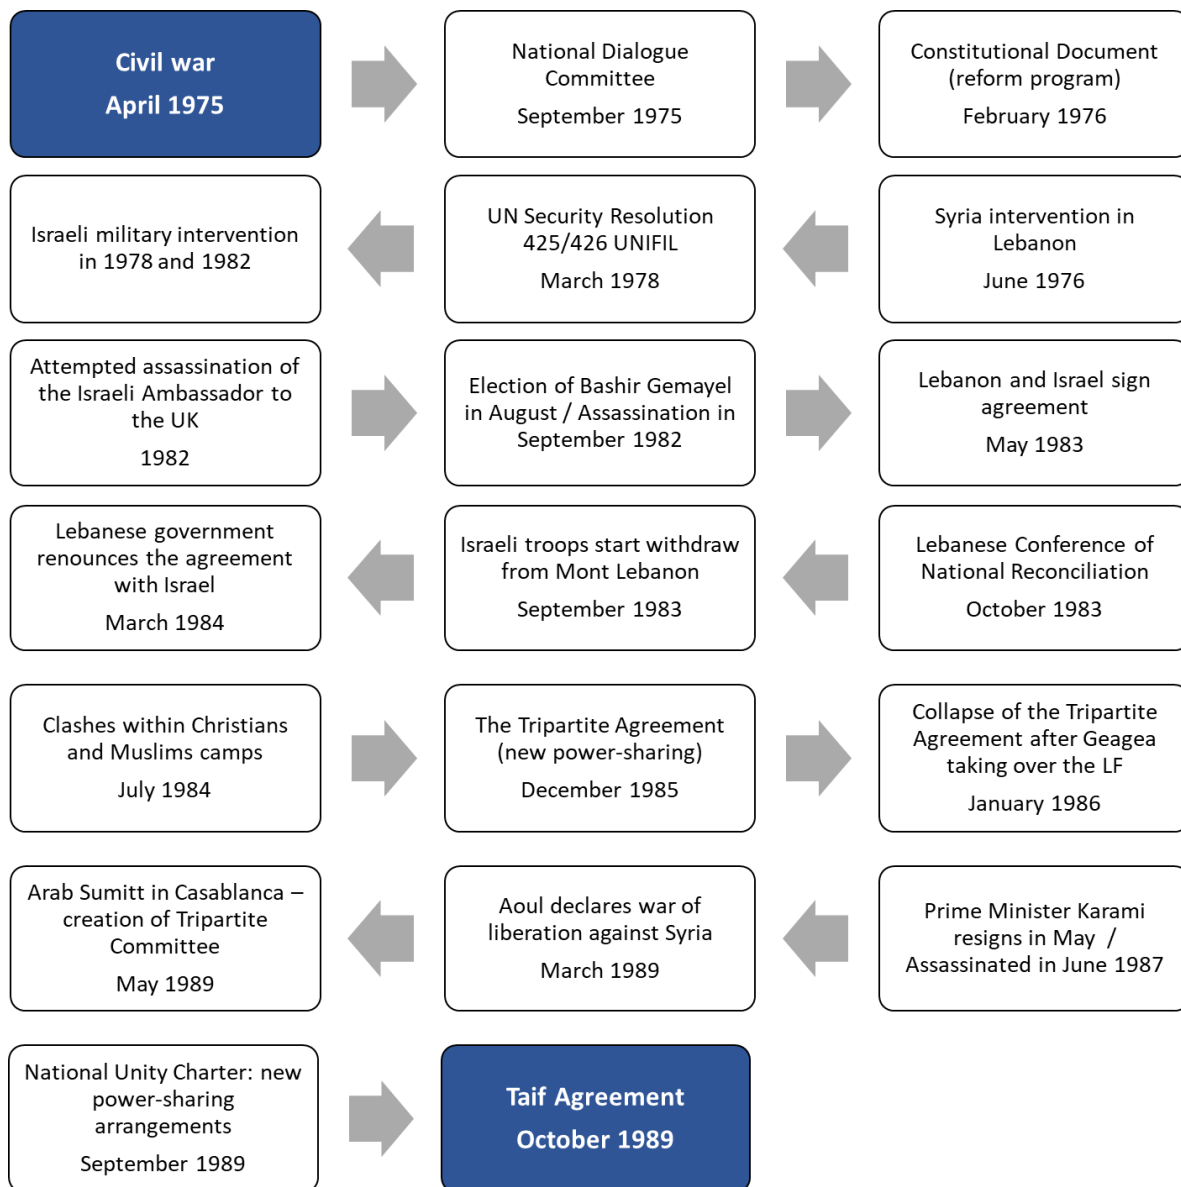 Civil war
April 1975
National Dialogue
Committee
September 1975
Constitutional Document
(reform program)
February 1976
Syria intervention in
Lebanon
June 1976
UN Security Resolution
425/426 UNIFIL
March 1978
Israeli military intervention
in 1978 and 1982
Attempted assassination of
the Israeli Ambassador to
the UK
1982
Election of Bashir Gemayel
in August / Assassination in
September 1982
Lebanon and Israel sign
agreement
May 1983
Lebanese Conference of
National Reconciliation
October 1983
Israeli troops start withdraw
from Mont Lebanon
September 1983
Lebanese government
renounces the agreement
with Israel
March 1984
Clashes within Christians
and Muslims camps
July 1984
The Tripartite Agreement
(new power-sharing)
December 1985
Collapse of the Tripartite
Agreement after Geagea
taking over the LF
January 1986
Prime Minister Karami
resigns in May /
Assassinated in June 1987
Aoul declares war of
liberation against Syria
March 1989
Arab Sumitt in Casablanca –
creation of Tripartite
Committee
May 1989
National Unity Charter: new
power-sharing
arrangements
September 1989
Taif Agreement
October 1989